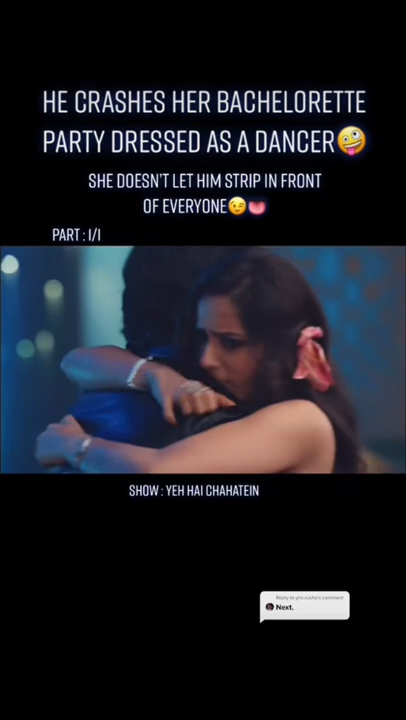 HE CRASHES HER BACHELORETTE
PARTY DRESSED AS A DANCER🤪
SHE DOESN'T LET HIM STRIP IN FRONT
OF EVERYONE😉👅
PART : 1/1
SHOW : YEH HAI CHAHATEIN
Next.